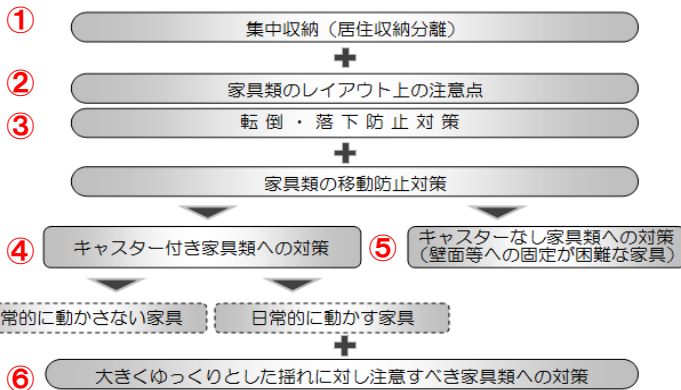 ① 集中収納（居住収納分離）
② 家具類のレイアウト上の注意点
③ 転倒・落下防止対策
家具類の移動防止対策
④ キャスター付き家具類への対策
⑤ キャスターなし家具類への対策
（壁面等への固定が困難な家具）
常的に動かさない家具
日常的に動かす家具
⑥ 大きくゆっくりとした揺れに対し注意すべき家具類への対策